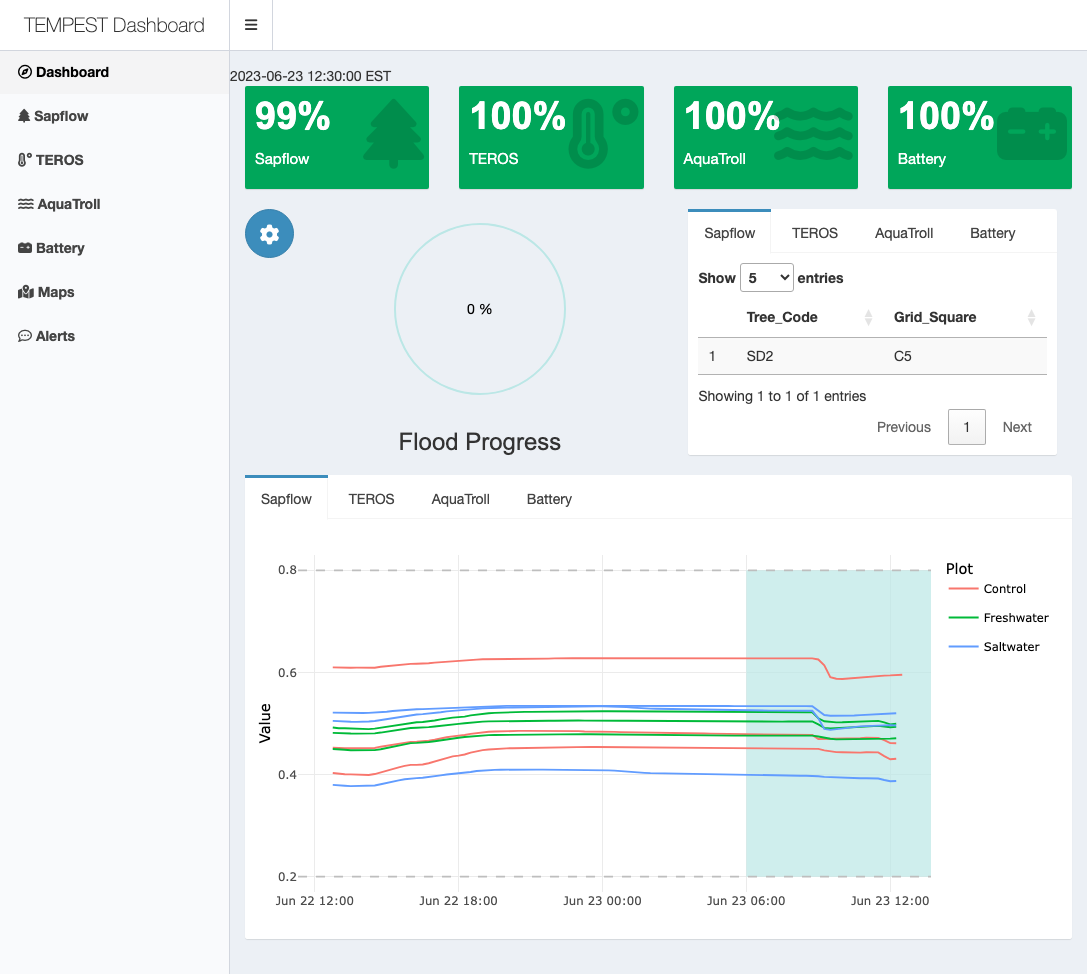 TEMPEST Dashboard
Dashboard
Sapflow
TEROS
AquaTroll
Battery
Maps
Alerts
2023-06-23 12:30:00 EST
99%
Sapflow
100%
TEROS
100%
AquaTroll
100%
Battery
0 %
Flood Progress
Sapflow TEROS AquaTroll Battery
Show 5 entries
Tree_Code Grid_Square
1 SD2 C5
Showing 1 to 1 of 1 entries
Previous 1 Next
Sapflow TEROS AquaTroll Battery
Value
0.8
0.6
0.4
0.2
Jun 22 12:00 Jun 22 18:00 Jun 23 00:00 Jun 23 06:00 Jun 23 12:00
Plot
Control
Freshwater
Saltwater